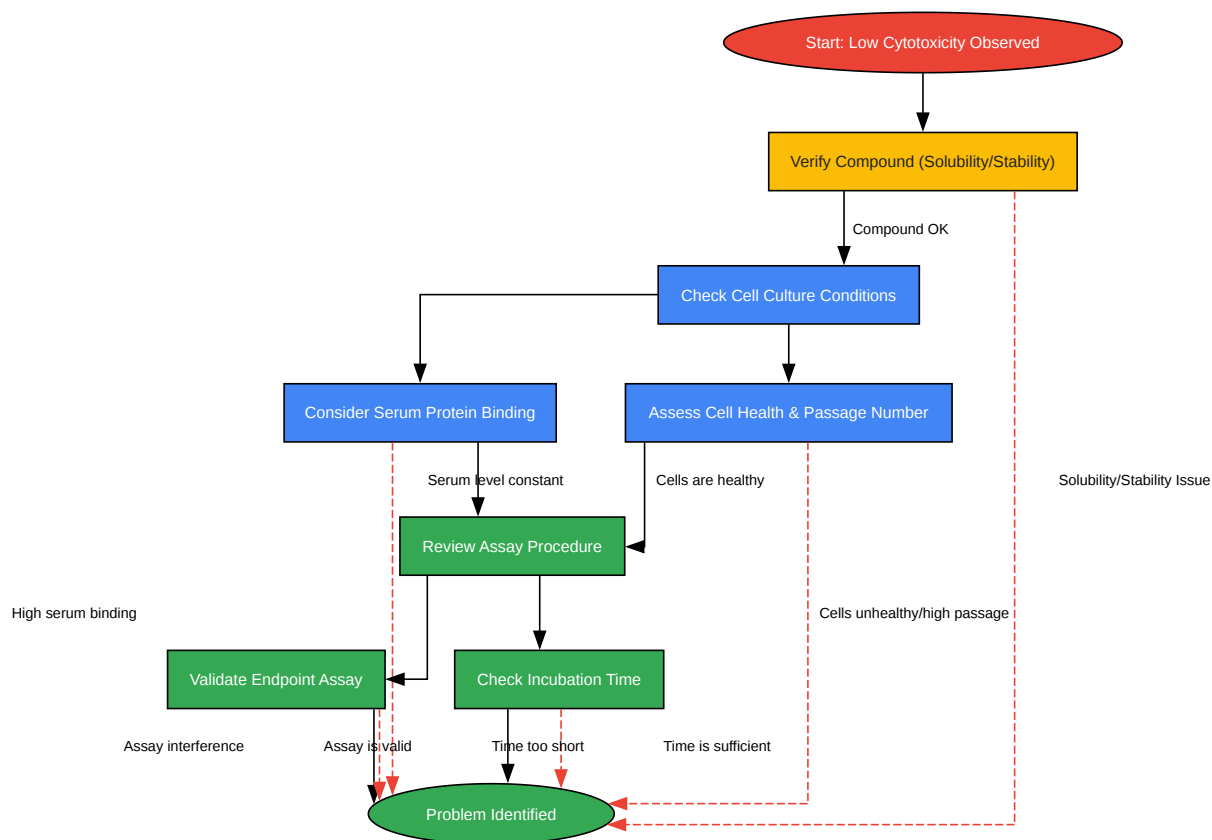 Start: Low Cytotoxicity Observed
Verify Compound (Solubility/Stability)
Compound OK
Check Cell Culture Conditions
Consider Serum Protein Binding
Assess Cell Health & Passage Number
Serum level constant
Cells are healthy
Solubility/Stability Issue
Review Assay Procedure
High serum binding
Cells unhealthy/high passage
Validate Endpoint Assay
Check Incubation Time
Assay interference
Assay is valid
Time too short
Time is sufficient
Problem Identified